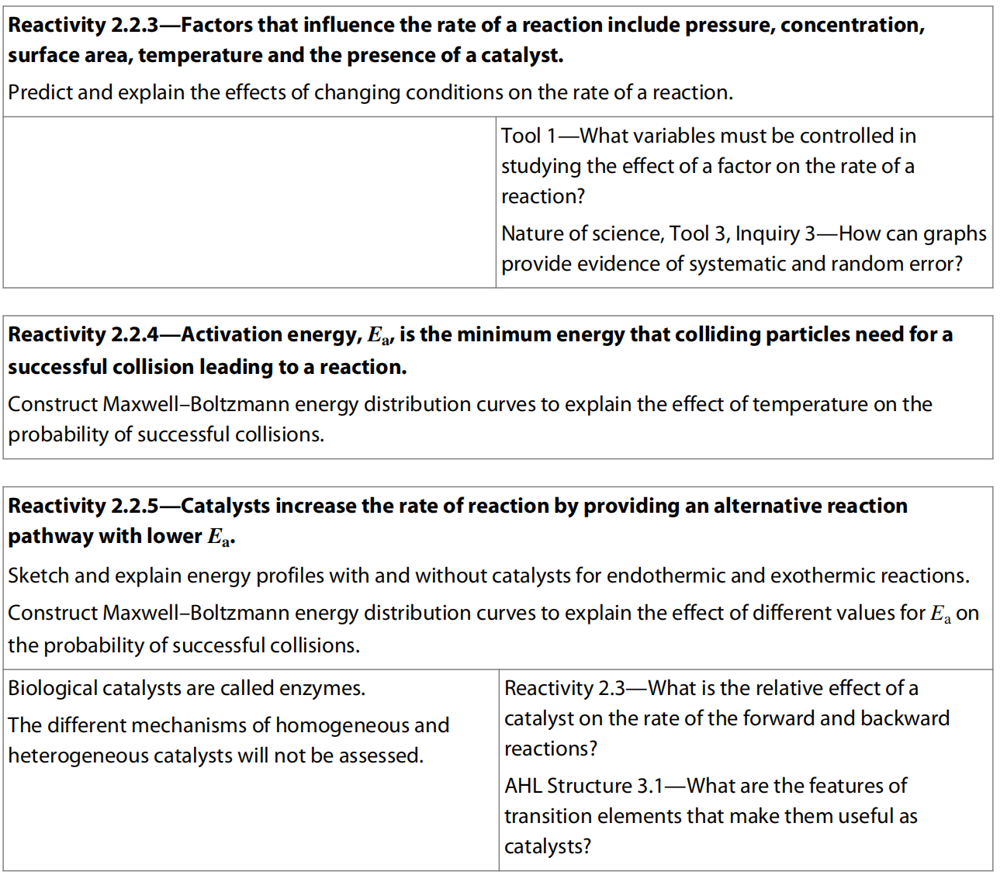 Reactivity 2.2.3—Factors that influence the rate of a reaction include pressure, concentration,
surface area, temperature and the presence of a catalyst.
Predict and explain the effects of changing conditions on the rate of a reaction.
Tool 1—What variables must be controlled in
studying the effect of a factor on the rate of a
reaction?
Nature of science, Tool 3, Inquiry 3—How can graphs
provide evidence of systematic and random error?
Reactivity 2.2.4—Activation energy, Ea, is the minimum energy that colliding particles need for a
successful collision leading to a reaction.
Construct Maxwell–Boltzmann energy distribution curves to explain the effect of temperature on the
probability of successful collisions.
Reactivity 2.2.5—Catalysts increase the rate of reaction by providing an alternative reaction
pathway with lower Ea.
Sketch and explain energy profiles with and without catalysts for endothermic and exothermic reactions.
Construct Maxwell–Boltzmann energy distribution curves to explain the effect of different values for Ea on
the probability of successful collisions.
Biological catalysts are called enzymes.
The different mechanisms of homogeneous and
heterogeneous catalysts will not be assessed.
Reactivity 2.3—What is the relative effect of a
catalyst on the rate of the forward and backward
reactions?
AHL Structure 3.1—What are the features of
transition elements that make them useful as
catalysts?